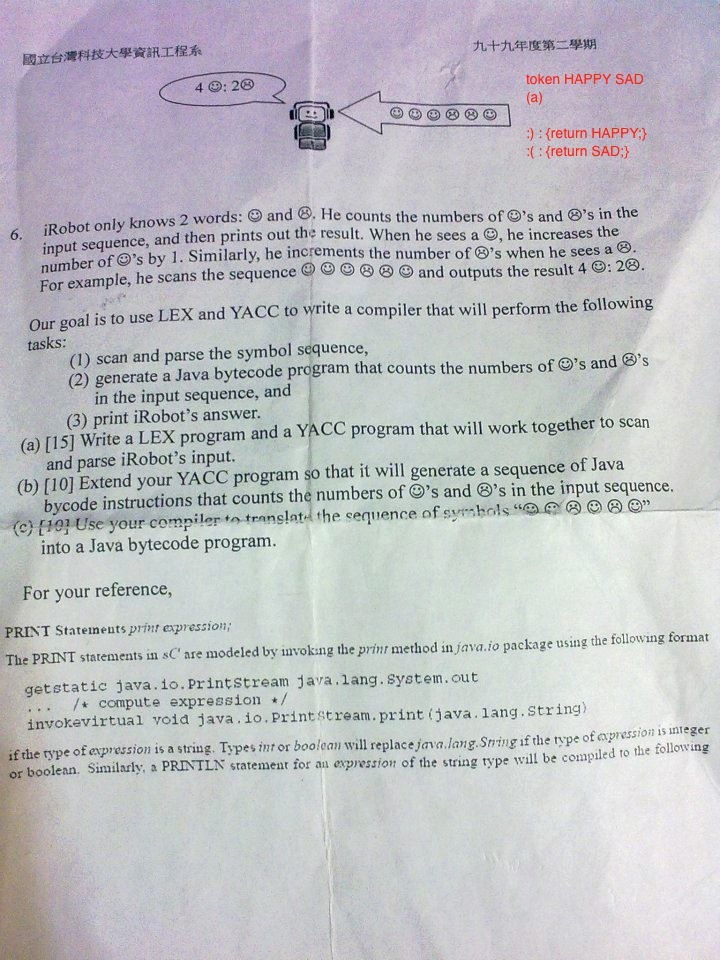 國立台灣科技大學資訊工程系
九十九年度第二學期
token HAPPY SAD
(a)
:) : {return HAPPY;}
:( : {return SAD;}
4 ☺: 2☹
☺ ☺ ☺ ☹ ☹ ☺
6. iRobot only knows 2 words: ☺ and ☹. He counts the numbers of ☺'s and ☹'s in the
input sequence, and then prints out the result. When he sees a ☺, he increases the
number of ☺'s by 1. Similarly, he increments the number of ☹'s when he sees a ☹.
For example, he scans the sequence ☺ ☺ ☺ ☹ ☹ ☺ and outputs the result 4 ☺: 2☹.
Our goal is to use LEX and YACC to write a compiler that will perform the following
tasks:
(1) scan and parse the symbol sequence,
(2) generate a Java bytecode program that counts the numbers of ☺'s and ☹'s
in the input sequence, and
(3) print iRobot's answer.
(a) [15] Write a LEX program and a YACC program that will work together to scan
and parse iRobot's input.
(b) [10] Extend your YACC program so that it will generate a sequence of Java
bycode instructions that counts the numbers of ☺'s and ☹'s in the input sequence.
(c) [10] Use your compiler to translate the sequence of symbols “☺ ☺ ☹ ☺ ☹ ☺”
into a Java bytecode program.
For your reference,
PRINT Statements print expression;
The PRINT statements in sC are modeled by invoking the print method in java.io package using the following format
getstatic java.io.PrintStream java.lang.System.out
... /* compute expression */
invokevirtual void java.io.PrintStream.print(java.lang.String)
if the type of expression is a string. Types int or boolean will replace java.lang.String if the type of expression is integer
or boolean. Similarly, a PRINTLN statement for an expression of the string type will be compiled to the following